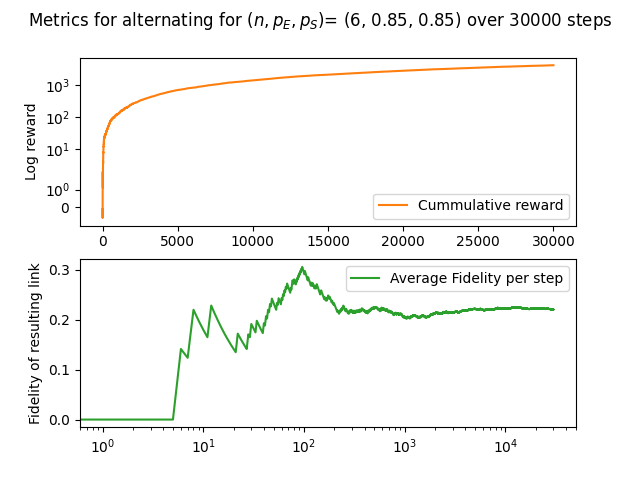 Metrics for alternating for (n, p_E, p_S)= (6, 0.85, 0.85) over 30000 steps
Log reward
10^3
10^2
10^1
10^0
0
Cummulative reward
0 5000 10000 15000 20000 25000 30000
Fidelity of resulting link
0.3
0.2
0.1
0.0
Average Fidelity per step
10^0 10^1 10^2 10^3 10^4